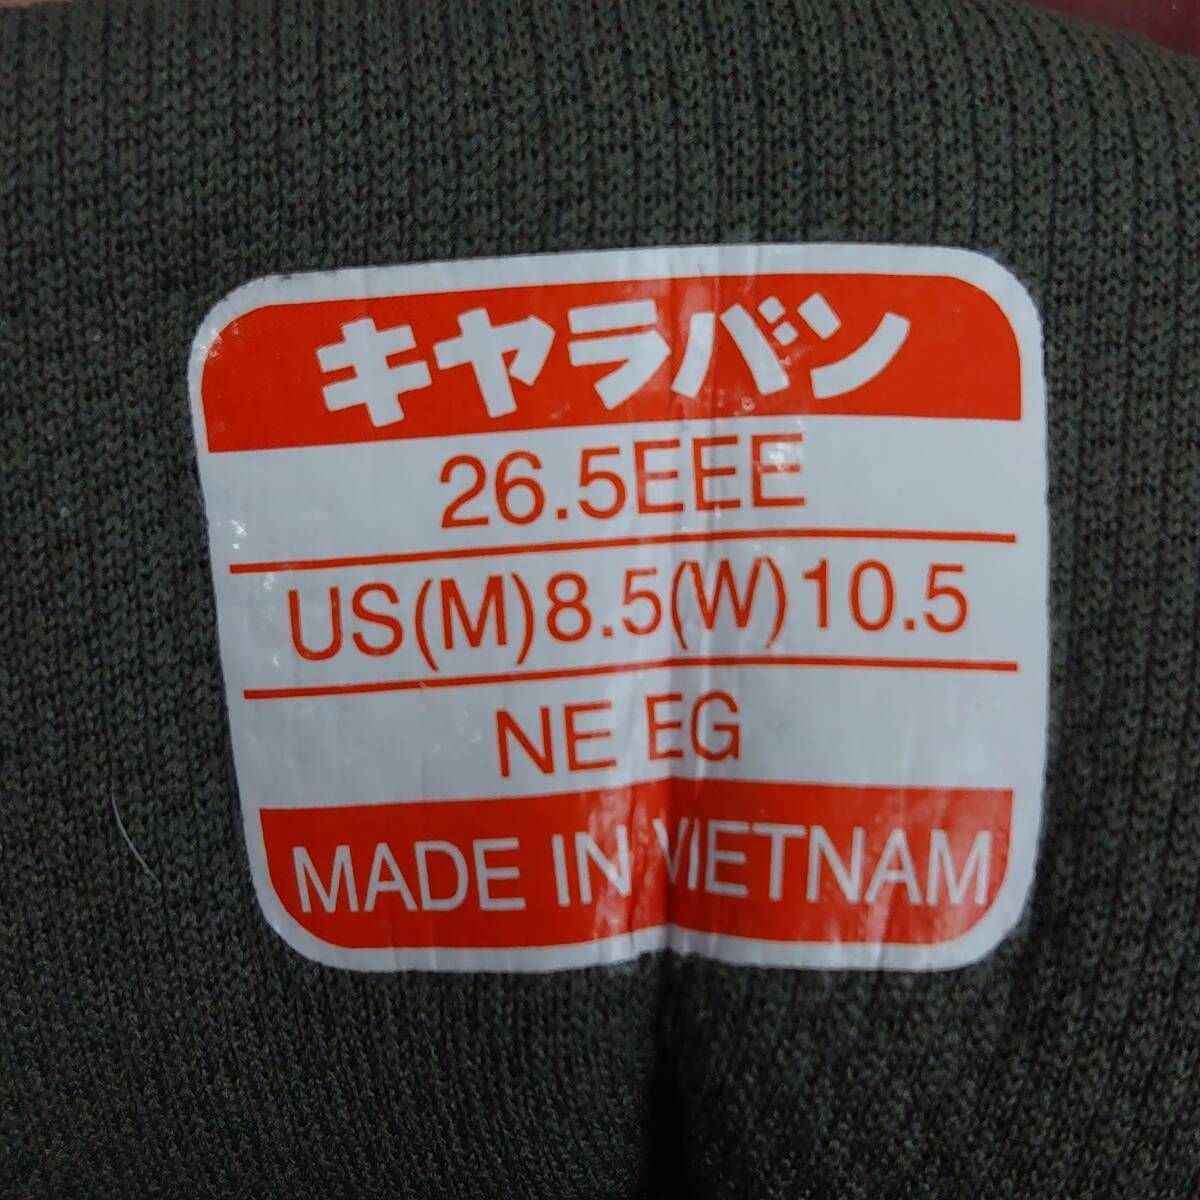 キャラバン
26.5EEE
US(M)8.5(W)10.5
NE EG
MADE IN VIETNAM